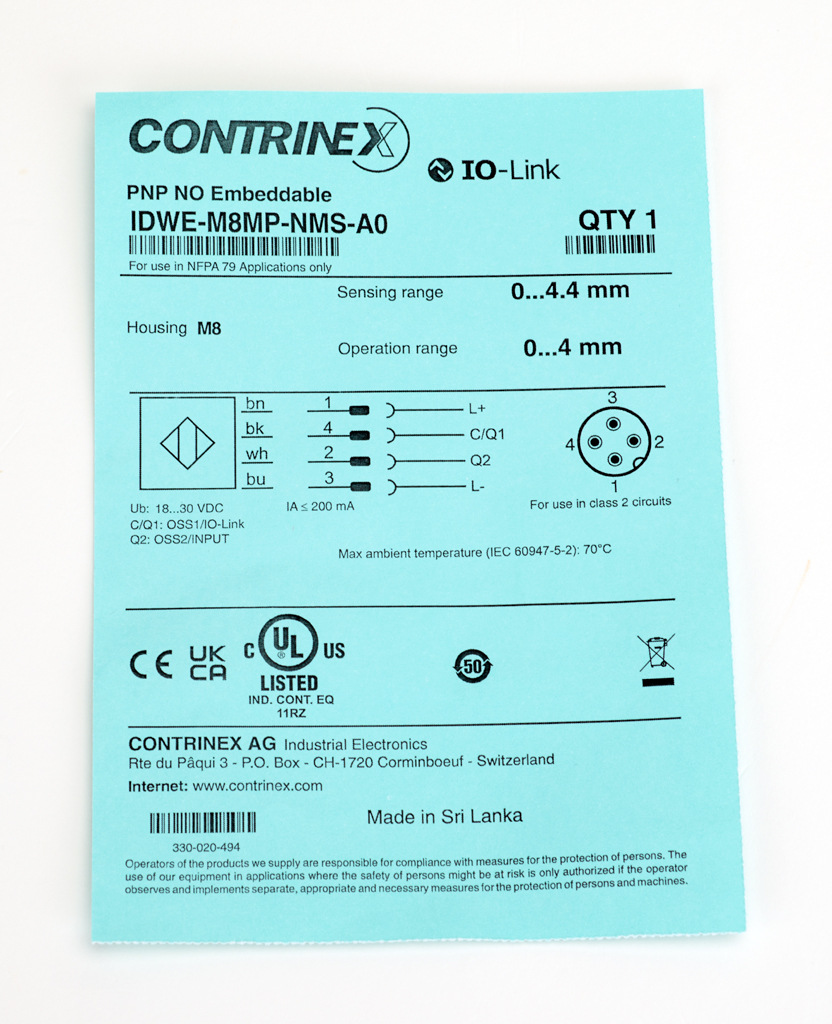 CONTRINEX
IO-Link
PNP NO Embeddable
IDWE-M8MP-NMS-A0 QTY 1
For use in NFPA 79 Applications only
Sensing range 0...4.4 mm
Housing M8
Operation range 0...4 mm
bn 1 L+
bk 4 C/Q1
wh 2 Q2
bu 3 L-
3
4 2
1
Ub: 18...30 VDC IA ≤ 200 mA For use in class 2 circuits
C/Q1: OSS1/IO-Link
Q2: OSS2/INPUT
Max ambient temperature (IEC 60947-5-2): 70°C
CE UK CA C UL ® US 50
LISTED
IND. CONT. EQ
11RZ
CONTRINEX AG Industrial Electronics
Rte du Pâqui 3 - P.O. Box - CH-1720 Corminboeuf - Switzerland
Internet: www.contrinex.com
Made in Sri Lanka
330-020-494
Operators of the products we supply are responsible for compliance with measures for the protection of persons. The
use of our equipment in applications where the safety of persons might be at risk is only authorized if the operator
observes and implements separate, appropriate and necessary measures for the protection of persons and machines.